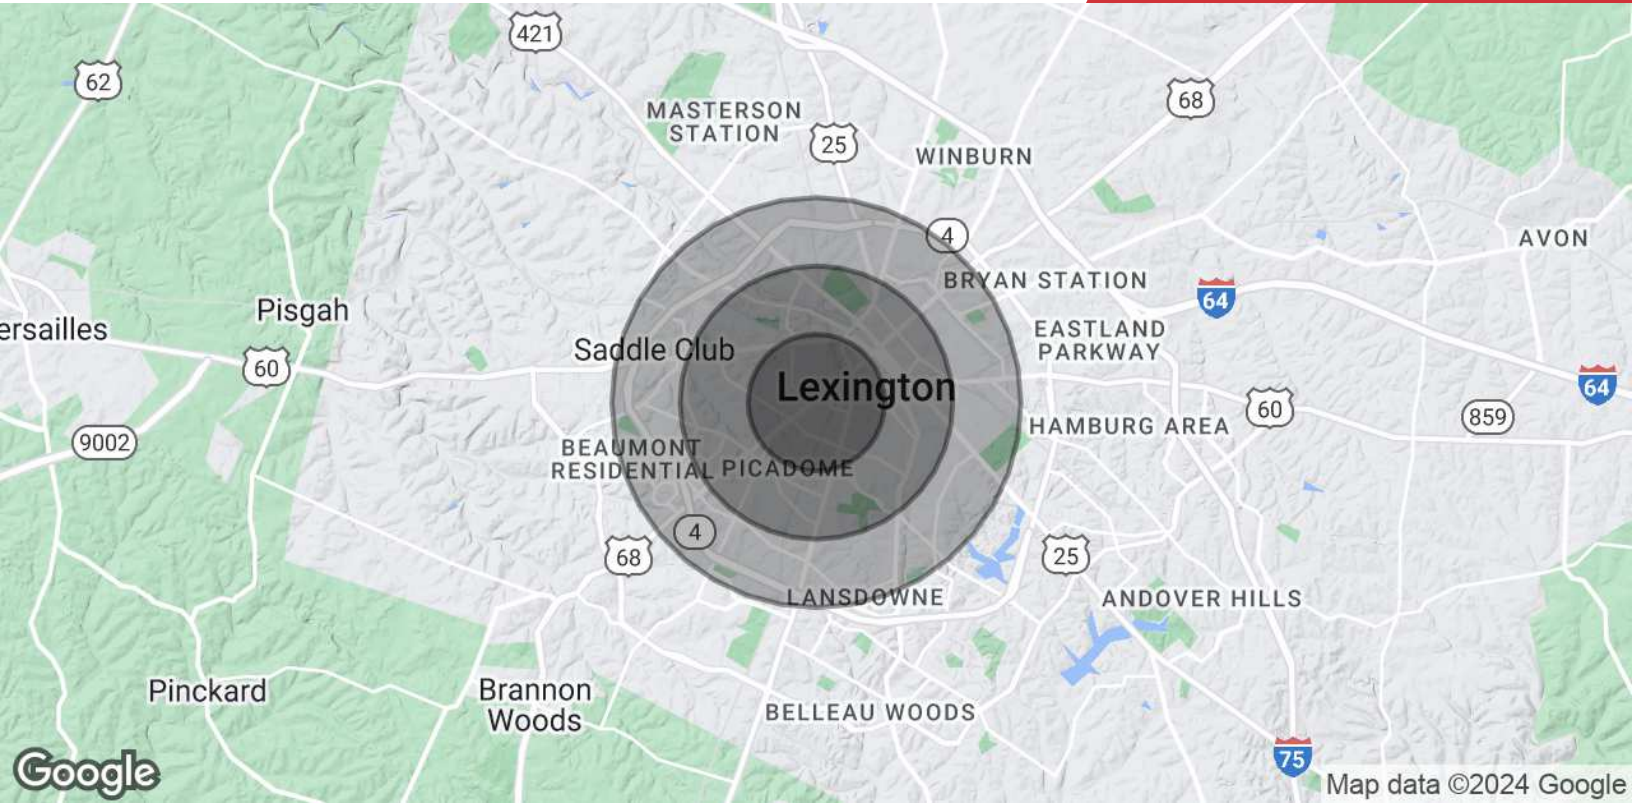 421
62
68
MASTERSON
STATION
25
WINBURN
4
AVON
BRYAN STATION
64
Pisgah
ersailles
EASTLAND
PARKWAY
Saddle Club
60
Lexington
64
60
859
HAMBURG AREA
9002
BEAUMONT
RESIDENTIAL
PICADOME
4
68
25
LANSDOWNE
ANDOVER HILLS
Pinckard
Brannon
Woods
BELLEAU WOODS
75
Google
Map data ©2024 Google